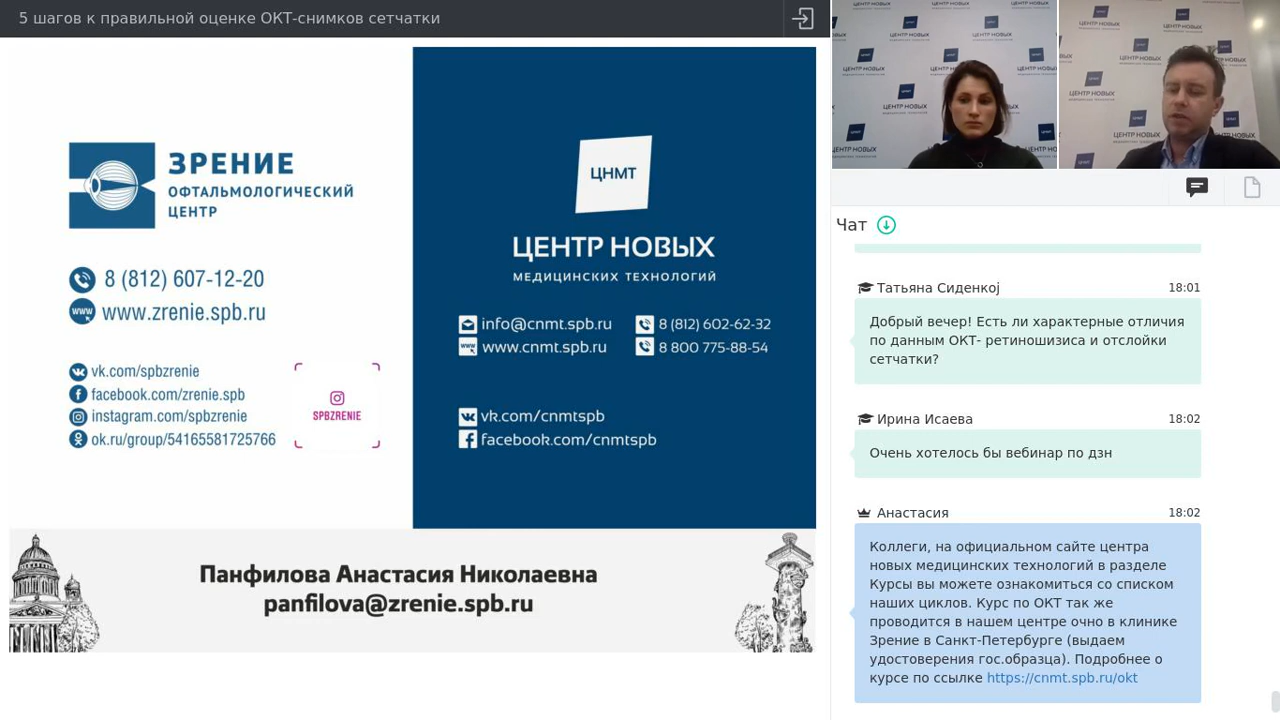 5 шагов к правильной оценке ОКТ-снимков сетчатки
ЗРЕНИЕ
ОФТАЛЬМОЛОГИЧЕСКИЙ
ЦЕНТР
8 (812) 607-12-20
www www.zrenie.spb.ru
vk.com/spbzrenie
facebook.com/zrenie.spb
instagram.com/spbzrenie
ok.ru/group/54165581725766
SPBZRENIE
ЦНМТ
ЦЕНТР НОВЫХ
МЕДИЦИНСКИХ ТЕХНОЛОГИЙ
info@cnmt.spb.ru 8 (812) 602-62-32
www www.cnmt.spb.ru 8 800 775-88-54
vk.com/cnmtspb
facebook.com/cnmtspb
Панфилова Анастасия Николаевна
panfilova@zrenie.spb.ru
ЦЕНТР НОВЫХ
ЦЕНТР НОВЫХ
Чат
Татьяна Сиденкоj 18:01
Добрый вечер! Есть ли характерные отличия
по данным ОКТ- ретиношизиса и отслойки
сетчатки?
Ирина Исаева 18:02
Очень хотелось бы вебинар по дзн
Анастасия 18:02
Коллеги, на официальном сайте центра
новых медицинских технологий в разделе
Курсы вы можете ознакомиться со списком
наших циклов. Курс по ОКТ так же
проводится в нашем центре очно в клинике
Зрение в Санкт-Петербурге (выдаем
удостоверения гос.образца). Подробнее о
курсе по ссылке https://cnmt.spb.ru/okt